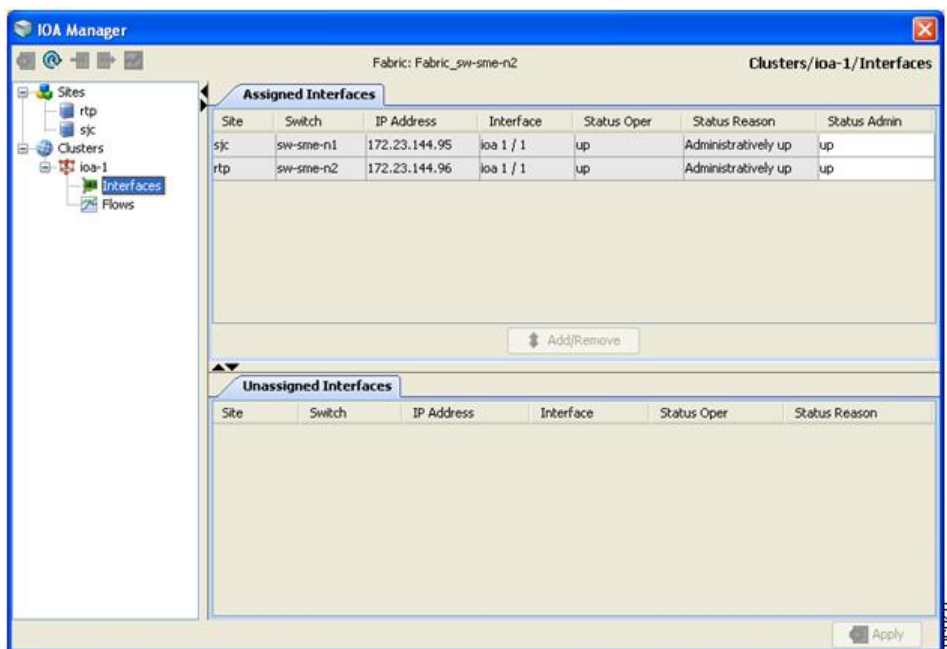 IOA Manager
Fabric: Fabric_sw-sme-n2
Clusters/ioa-1/Interfaces
Sites
rtp
sjc
Clusters
ioa-1
Interfaces
Flows
Assigned Interfaces
Site Switch IP Address Interface Status Oper Status Reason Status Admin
sjc sw-sme-n1 172.23.144.95 ioa 1 / 1 up Administratively up up
rtp sw-sme-n2 172.23.144.96 ioa 1 / 1 up Administratively up up
Add/Remove
Unassigned Interfaces
Site Switch IP Address Interface Status Oper Status Reason
Apply